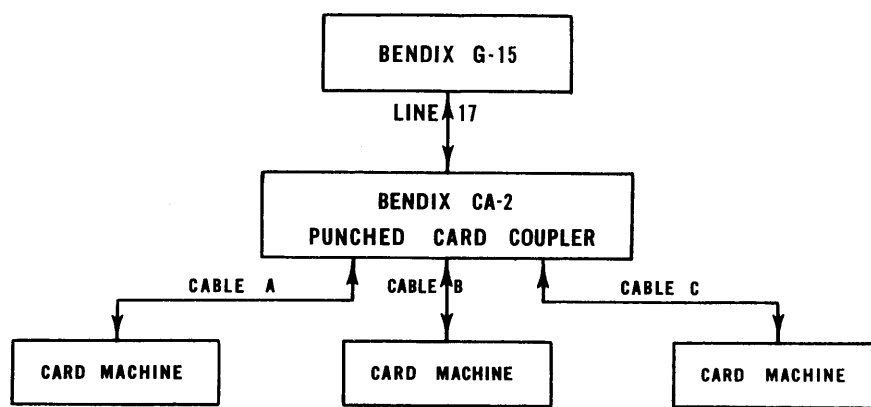 BENDIX G-15
LINE 17
BENDIX CA-2
PUNCHED CARD COUPLER
CABLE A
CABLE B
CABLE C
CARD MACHINE
CARD MACHINE
CARD MACHINE